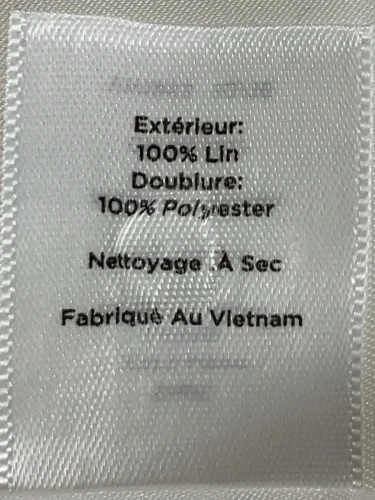 Extérieur:
100% Lin
Doublure:
100% Polyester
Nettoyage À Sec
Fabriqué Au Vietnam